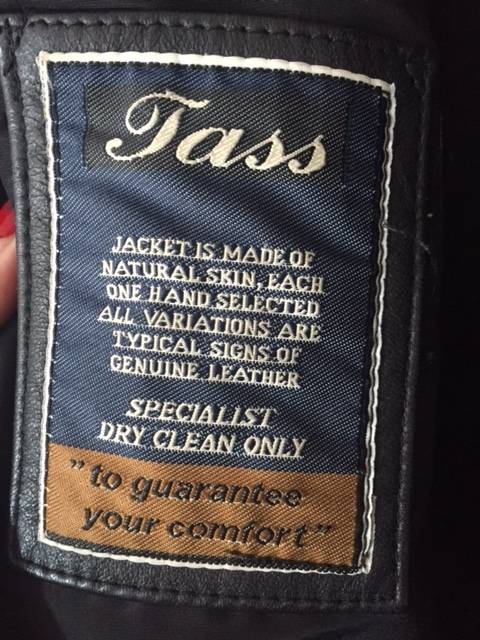 Tass
JACKET IS MADE OF
NATURAL SKIN, EACH
ONE HAND SELECTED
ALL VARIATIONS ARE
TYPICAL SIGNS OF
GENUINE LEATHER
SPECIALIST
DRY CLEAN ONLY
"to guarantee
your comfort"